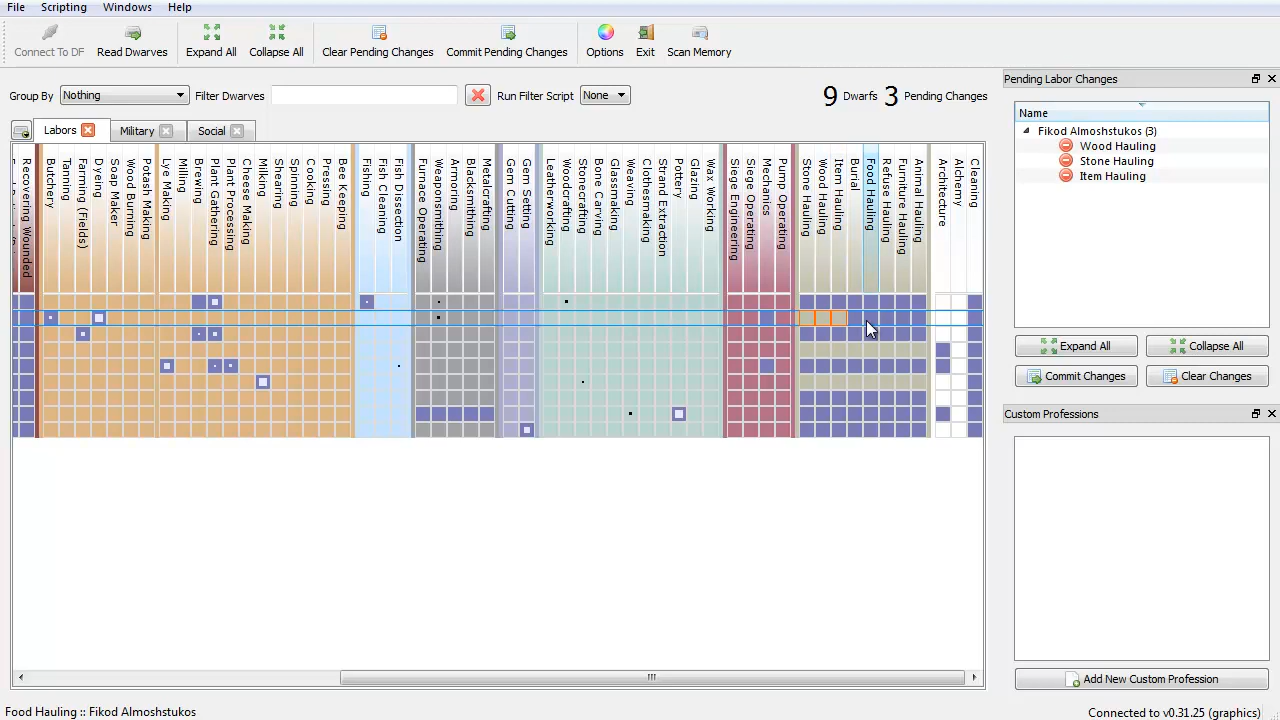 File Scripting Windows Help
Connect To DF Read Dwarves Expand All Collapse All Clear Pending Changes Commit Pending Changes Options Exit Scan Memory
Group By Nothing Filter Dwarves Run Filter Script None 9 Dwarfs 3 Pending Changes
Labors Military Social
Recovering Wounded
Butchery
Tanning
Farming (Fields)
Dyeing
Soap Maker
Wood Burning
Potash Making
Lye Making
Milling
Brewing
Plant Gathering
Plant Processing
Cheese Making
Milking
Shearing
Spinning
Cooking
Pressing
Bee Keeping
Fishing
Fish Cleaning
Fish Dissection
Furnace Operating
Weaponsmithing
Armoring
Blacksmithing
Metalcrafting
Gem Cutting
Gem Setting
Leatherworking
Woodcrafting
Stonecrafting
Bone Carving
Glassmaking
Weaving
Clothesmaking
Strand Extraction
Pottery
Glazing
Wax Working
Siege Engineering
Siege Operating
Mechanics
Pump Operating
Stone Hauling
Wood Hauling
Item Hauling
Burial
Food Hauling
Refuse Hauling
Furniture Hauling
Animal Hauling
Architecture
Alchemy
Cleaning
Pending Labor Changes
Name
Fikod Almoshstukos (3)
Wood Hauling
Stone Hauling
Item Hauling
Expand All Collapse All
Commit Changes Clear Changes
Custom Professions
Add New Custom Profession
Food Hauling :: Fikod Almoshstukos
Connected to v0.31.25 (graphics)